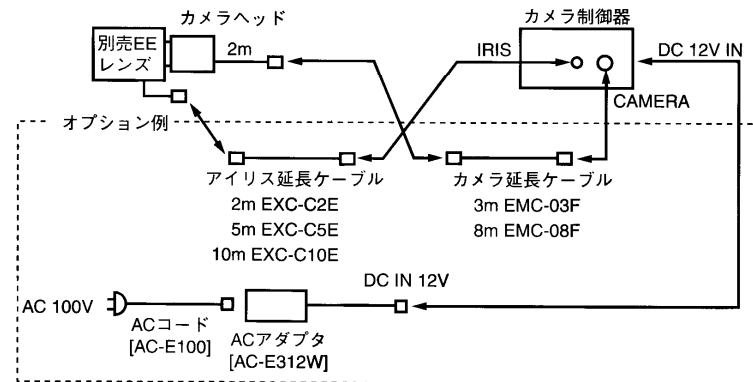 カメラヘッド
カメラ制御器
別売EE
レンズ
2m
IRIS
DC 12V IN
CAMERA
オプション例
アイリス延長ケーブル
2m EXC-C2E
5m EXC-C5E
10m EXC-C10E
カメラ延長ケーブル
3m EMC-03F
8m EMC-08F
AC 100V
ACコード
[AC-E100]
ACアダプタ
[AC-E312W]
DC IN 12V